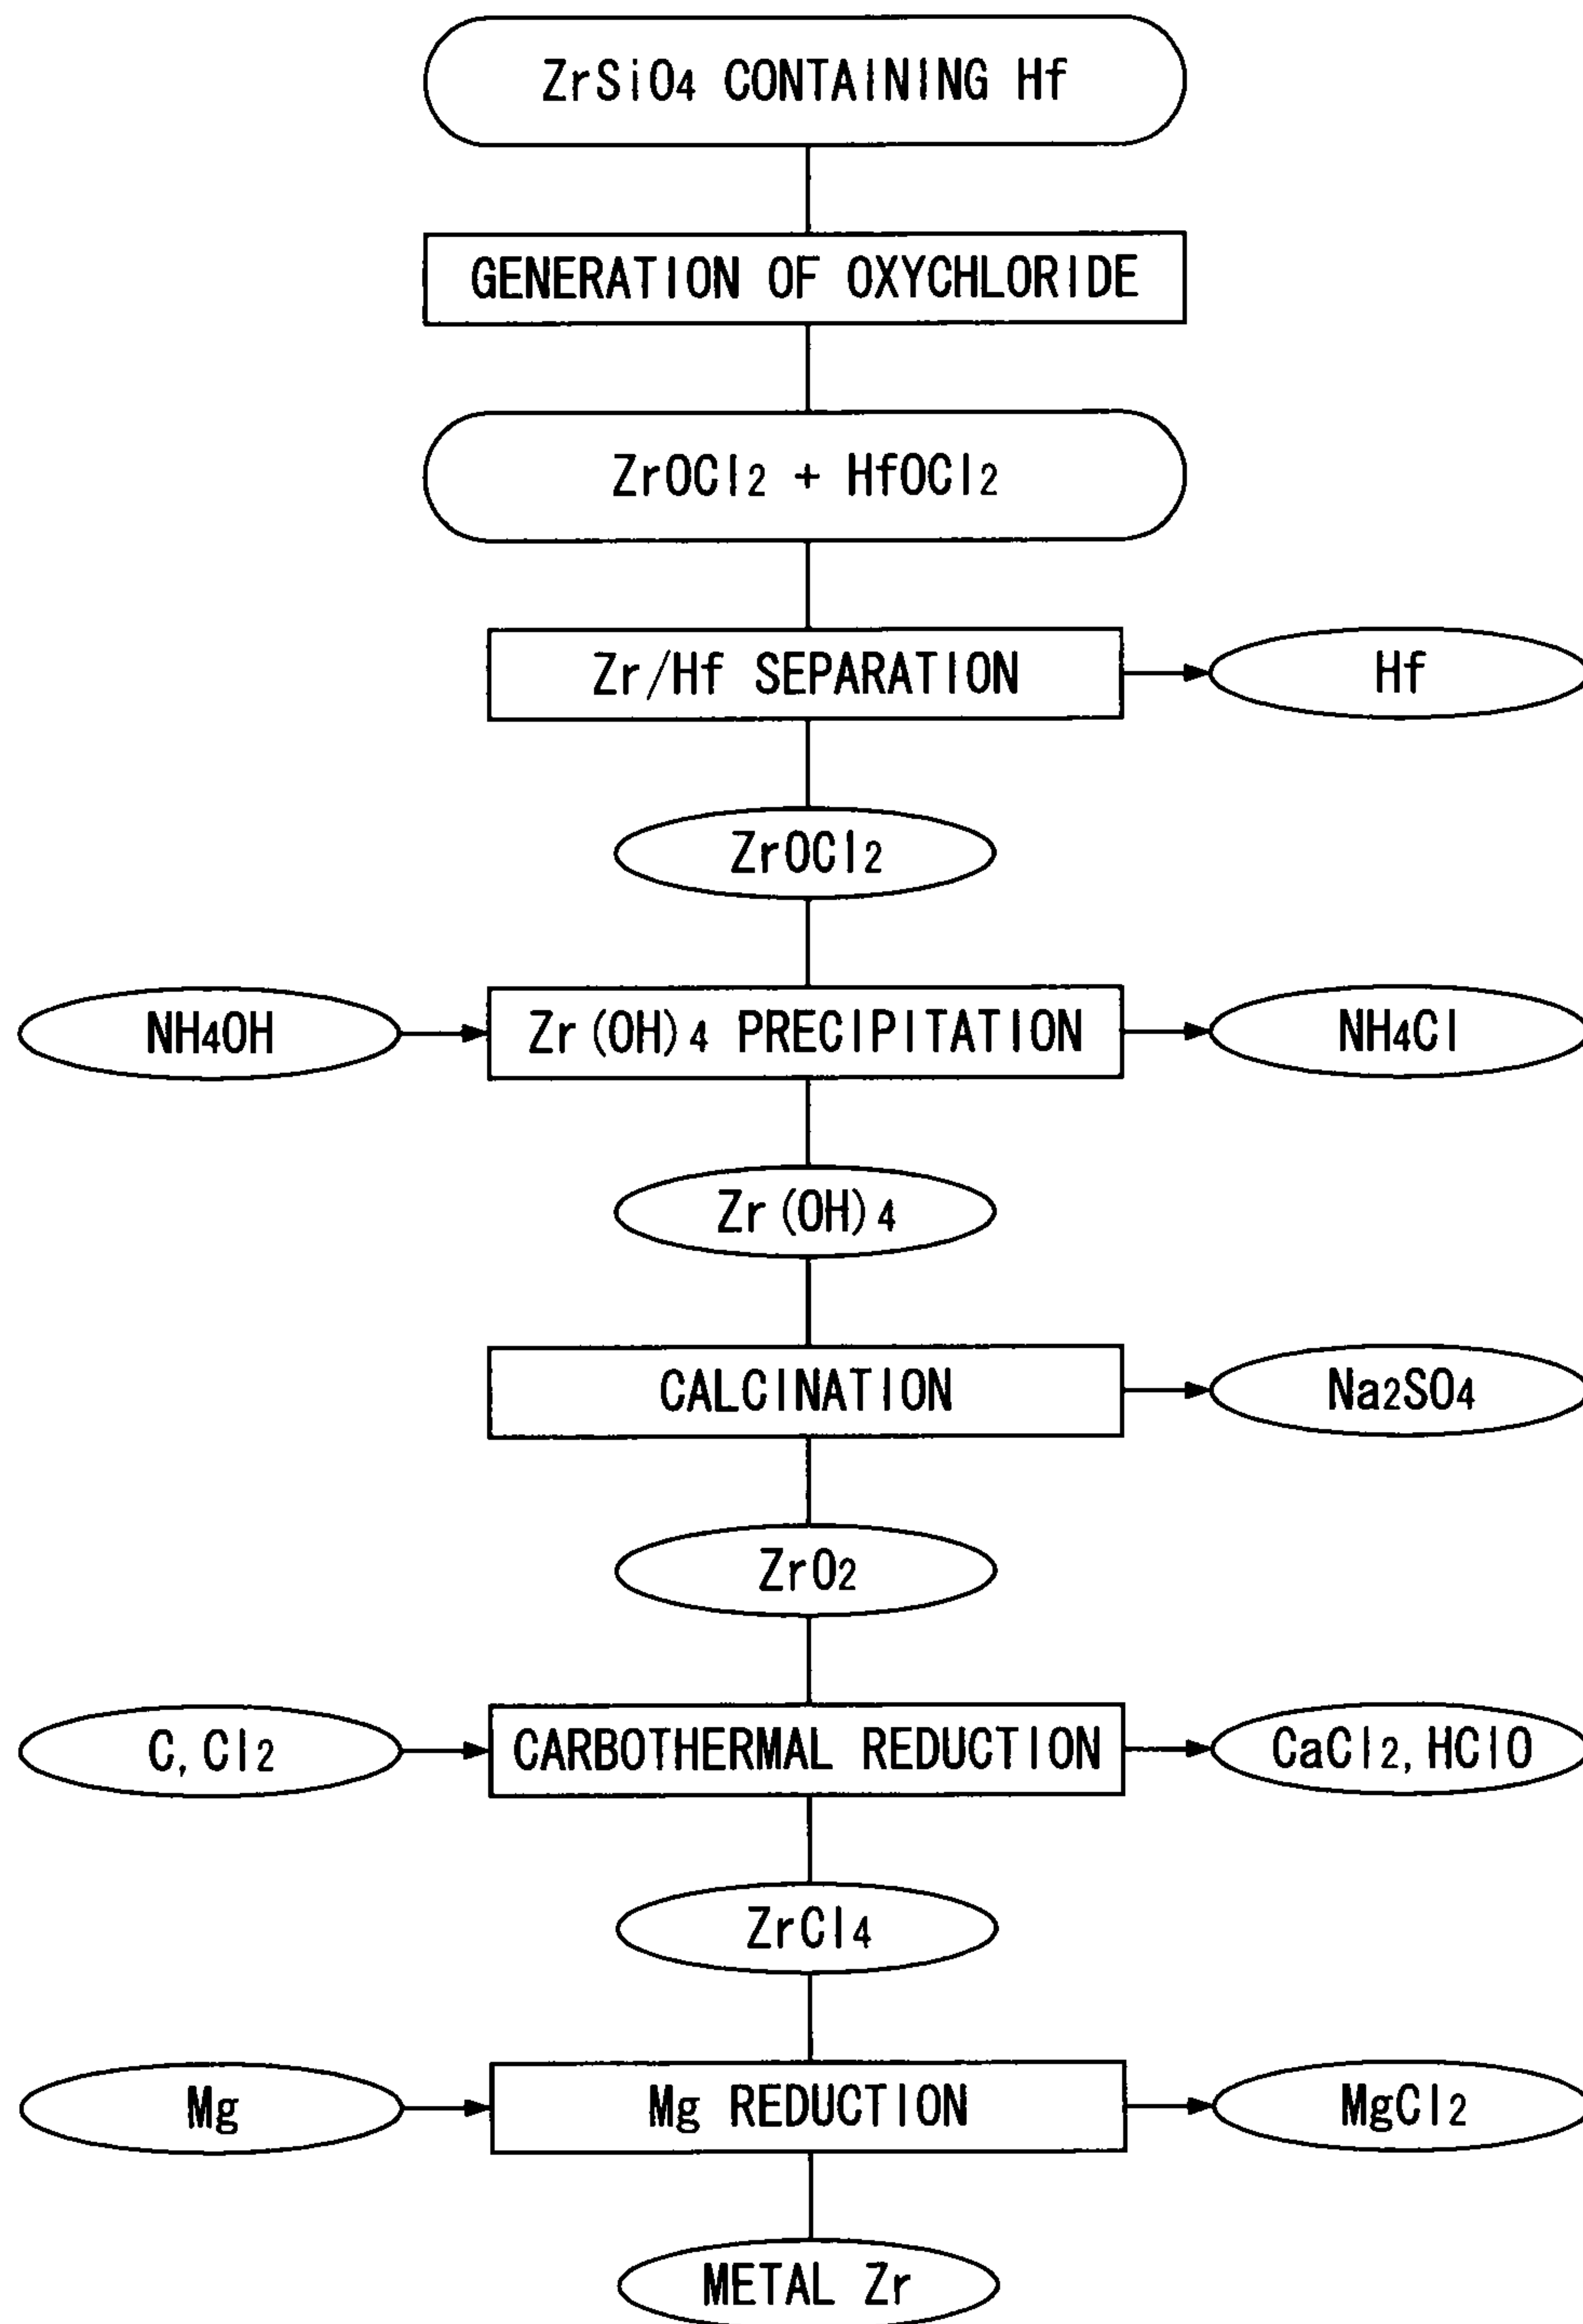 ZrSiO4 CONTAINING Hf
GENERATION OF OXYCHLORIDE
ZrOCl2 + HfOCl2
Zr/Hf SEPARATION
Hf
ZrOCl2
NH4OH
Zr(OH)4 PRECIPITATION
NH4Cl
Zr(OH)4
CALCINATION
Na2SO4
ZrO2
C, Cl2
CARBOTHERMAL REDUCTION
CaCl2, HClO
ZrCl4
Mg
Mg REDUCTION
MgCl2
METAL Zr